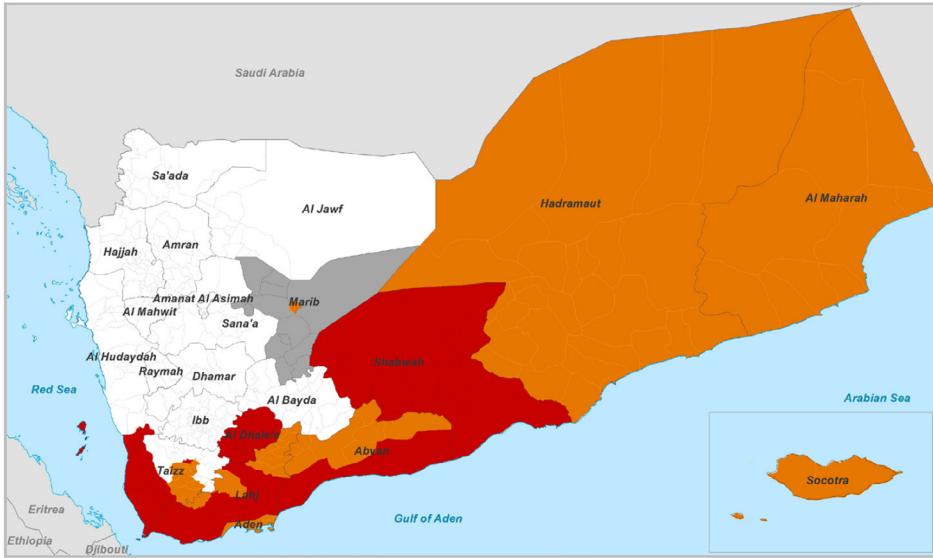 Saudi Arabia
Sa'ada
Al Jawf
Hadramaut
Al Maharah
Hajjah
Amran
Amanat Al Asimah
Marib
Al Mahwit
Sana'a
Al Hudaydah
Raymah
Dhamar
Shabwah
Red Sea
Al Bayda
Arabian Sea
Ibb
Al Dhale'e
Abyan
Taizz
Socotra
Lahj
Eritrea
Aden
Gulf of Aden
Ethiopia
Djibouti